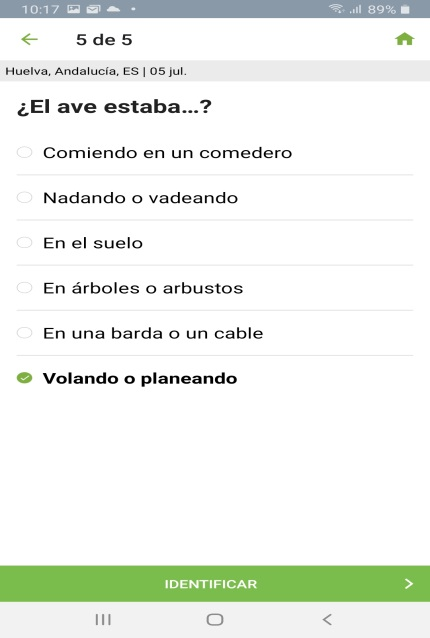 10:17
89%
5 de 5
Huelva, Andalucía, ES | 05 jul.
¿El ave estaba...?
Comiendo en un comedero
Nadando o vadeando
En el suelo
En árboles o arbustos
En una barda o un cable
Volando o planeando
IDENTIFICAR